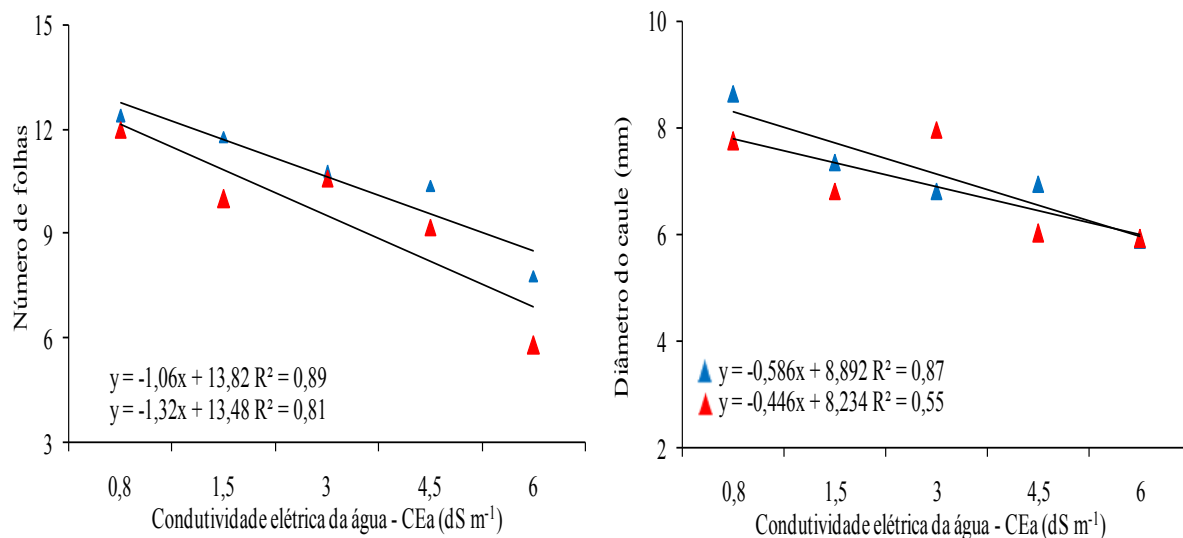 Número de folhas
15
12
9
6
3
y = -1,06x + 13,82 R² = 0,89
y = -1,32x + 13,48 R² = 0,81
0,8 1,5 3 4,5 6
Condutividade elétrica da água - CEa (dS m⁻¹)
Diâmetro do caule (mm)
10
8
6
4
2
y = -0,586x + 8,892 R² = 0,87
y = -0,446x + 8,234 R² = 0,55
0,8 1,5 3 4,5 6
Condutividade elétrica da água - CEa (dS m⁻¹)